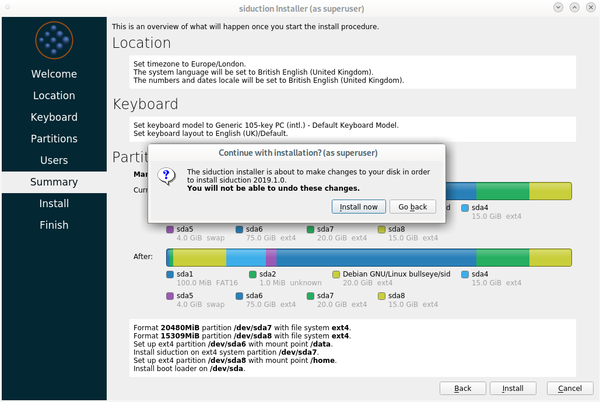 siduction Installer (as superuser)
This is an overview of what will happen once you start the install procedure.
Welcome
Location
Keyboard
Partitions
Users
Summary
Install
Finish
Location
Set timezone to Europe/London.
The system language will be set to British English (United Kingdom).
The numbers and dates locale will be set to British English (United Kingdom).
Keyboard
Set keyboard model to Generic 105-key PC (intl.) - Default Keyboard Model.
Set keyboard layout to English (UK)/Default.
Continue with installation? (as superuser)
The siduction installer is about to make changes to your disk in order
to install siduction 2019.1.0.
You will not be able to undo these changes.
Install now
Go back
sda4
15.0 GiB ext4
sda5 sda6 sda7 sda8
4.0 GiB swap 75.0 GiB ext4 20.0 GiB ext4 15.0 GiB ext4
After:
sda1 sda2 Debian GNU/Linux bullseye/sid sda4
100.0 MiB FAT16 1.0 MiB unknown 20.0 GiB ext4 15.0 GiB ext4
sda5 sda6 sda7 sda8
4.0 GiB swap 75.0 GiB ext4 20.0 GiB ext4 15.0 GiB ext4
Format 20480MiB partition /dev/sda7 with file system ext4.
Format 15309MiB partition /dev/sda8 with file system ext4.
Set up ext4 partition /dev/sda6 with mount point /data.
Install siduction on ext4 system partition /dev/sda7.
Set up ext4 partition /dev/sda8 with mount point /home.
Install boot loader on /dev/sda.
Back Install Cancel